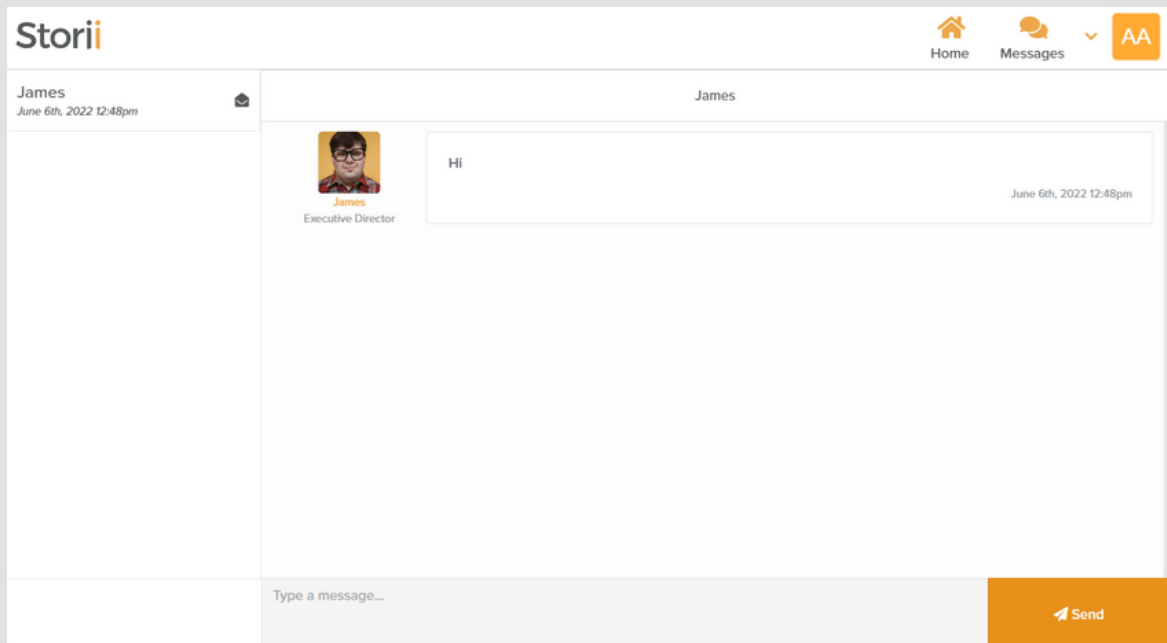 Storii
Home
Messages
AA
James
June 6th, 2022 12:48pm
James
James
Executive Director
Hi
June 6th, 2022 12:48pm
Type a message...
Send